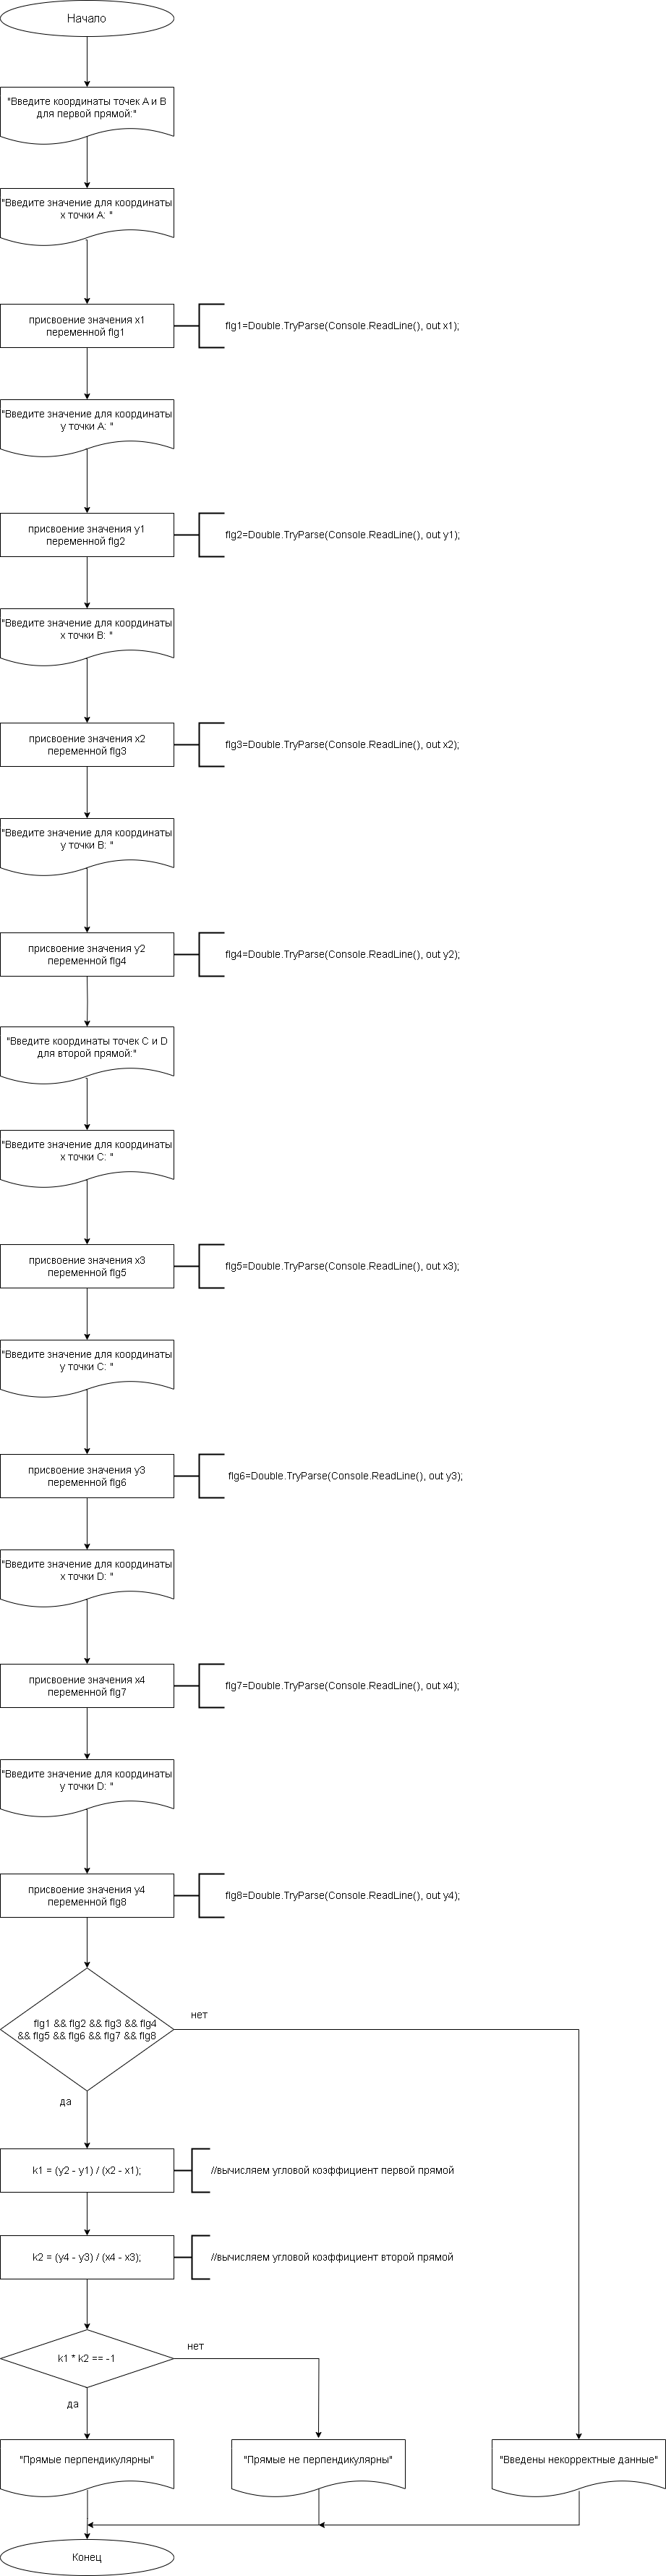 Начало
"Введите координаты точек A и B
для первой прямой:"
"Введите значение для координаты
x точки A: "
присвоение значения x1
переменной flg1
flg1=Double.TryParse(Console.ReadLine(), out x1);
"Введите значение для координаты
y точки A: "
присвоение значения y1
переменной flg2
flg2=Double.TryParse(Console.ReadLine(), out y1);
"Введите значение для координаты
x точки B: "
присвоение значения x2
переменной flg3
flg3=Double.TryParse(Console.ReadLine(), out x2);
"Введите значение для координаты
y точки B: "
присвоение значения y2
переменной flg4
flg4=Double.TryParse(Console.ReadLine(), out y2);
"Введите координаты точек C и D
для второй прямой:"
"Введите значение для координаты
x точки C: "
присвоение значения x3
переменной flg5
flg5=Double.TryParse(Console.ReadLine(), out x3);
"Введите значение для координаты
y точки C: "
присвоение значения y3
переменной flg6
flg6=Double.TryParse(Console.ReadLine(), out y3);
"Введите значение для координаты
x точки D: "
присвоение значения x4
переменной flg7
flg7=Double.TryParse(Console.ReadLine(), out x4);
"Введите значение для координаты
y точки D: "
присвоение значения y4
переменной flg8
flg8=Double.TryParse(Console.ReadLine(), out y4);
нет
flg1 && flg2 && flg3 && flg4
&& flg5 && flg6 && flg7 && flg8
да
k1 = (y2 - y1) / (x2 - x1);
//вычисляем угловой коэффициент первой прямой
k2 = (y4 - y3) / (x4 - x3);
//вычисляем угловой коэффициент второй прямой
нет
k1 * k2 == -1
да
"Прямые перпендикулярны"
"Прямые не перпендикулярны"
"Введены некорректные данные"
Конец